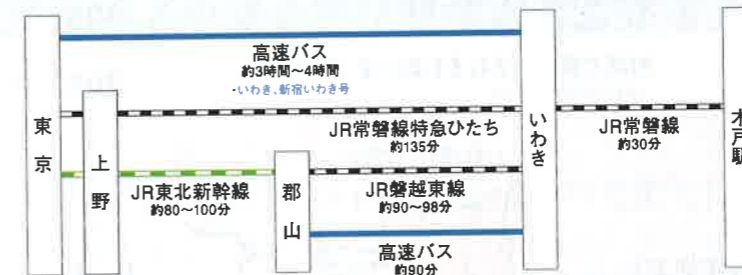 高速バス
約3時間～4時間
・いわき、新宿いわき号
東京
上野
JR常磐線特急ひたち
約135分
いわき
JR常磐線
約30分
木戸駅
JR東北新幹線
約80～100分
郡山
JR磐越東線
約90～98分
高速バス
約90分